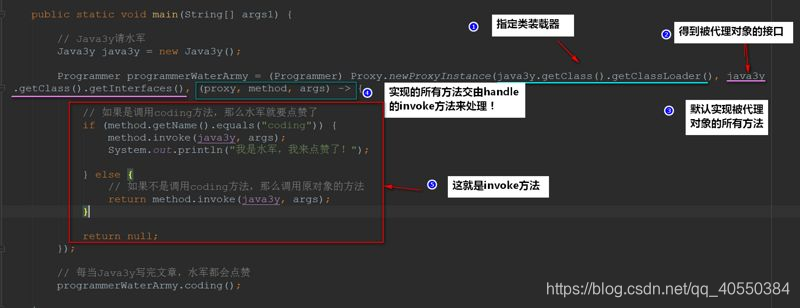 public static void main(String[] args1) {
① 指定类装载器
② 得到被代理对象的接口
// Java3y请水军
Java3y java3y = new Java3y();
Programmer programmerWaterArmy = (Programmer) Proxy.newProxyInstance(java3y.getClass().getClassLoader(), java3y
.getClass().getInterfaces(), (proxy, method, args) -> {
④ 实现的所有方法交由handle
的invoke方法来处理！
③ 默认实现被代理
对象的所有方法
// 如果是调用coding方法，那么水军就要点赞了
if (method.getName().equals("coding")) {
method.invoke(java3y, args);
System.out.println("我是水军，我来点赞了！");
} else {
⑤ 这就是invoke方法
// 如果不是调用coding方法，那么调用原对象的方法
return method.invoke(java3y, args);
}
return null;
});
// 每当Java3y写完文章，水军都会点赞
programmerWaterArmy.coding();
https://blog.csdn.net/qq_40550384